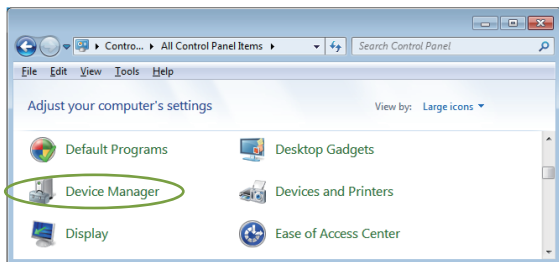 Contro... ▸ All Control Panel Items ▸ Search Control Panel
File Edit View Tools Help
Adjust your computer's settings View by: Large icons
Default Programs Desktop Gadgets
Device Manager Devices and Printers
Display Ease of Access Center